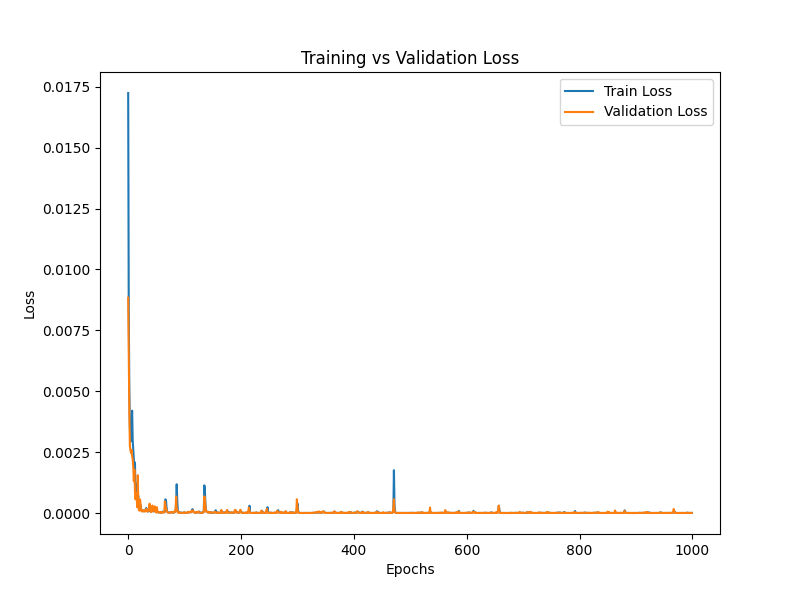 Training vs Validation Loss
Train Loss
Validation Loss
0.0175
0.0150
0.0125
0.0100
0.0075
0.0050
0.0025
0.0000
Loss
0 200 400 600 800 1000
Epochs